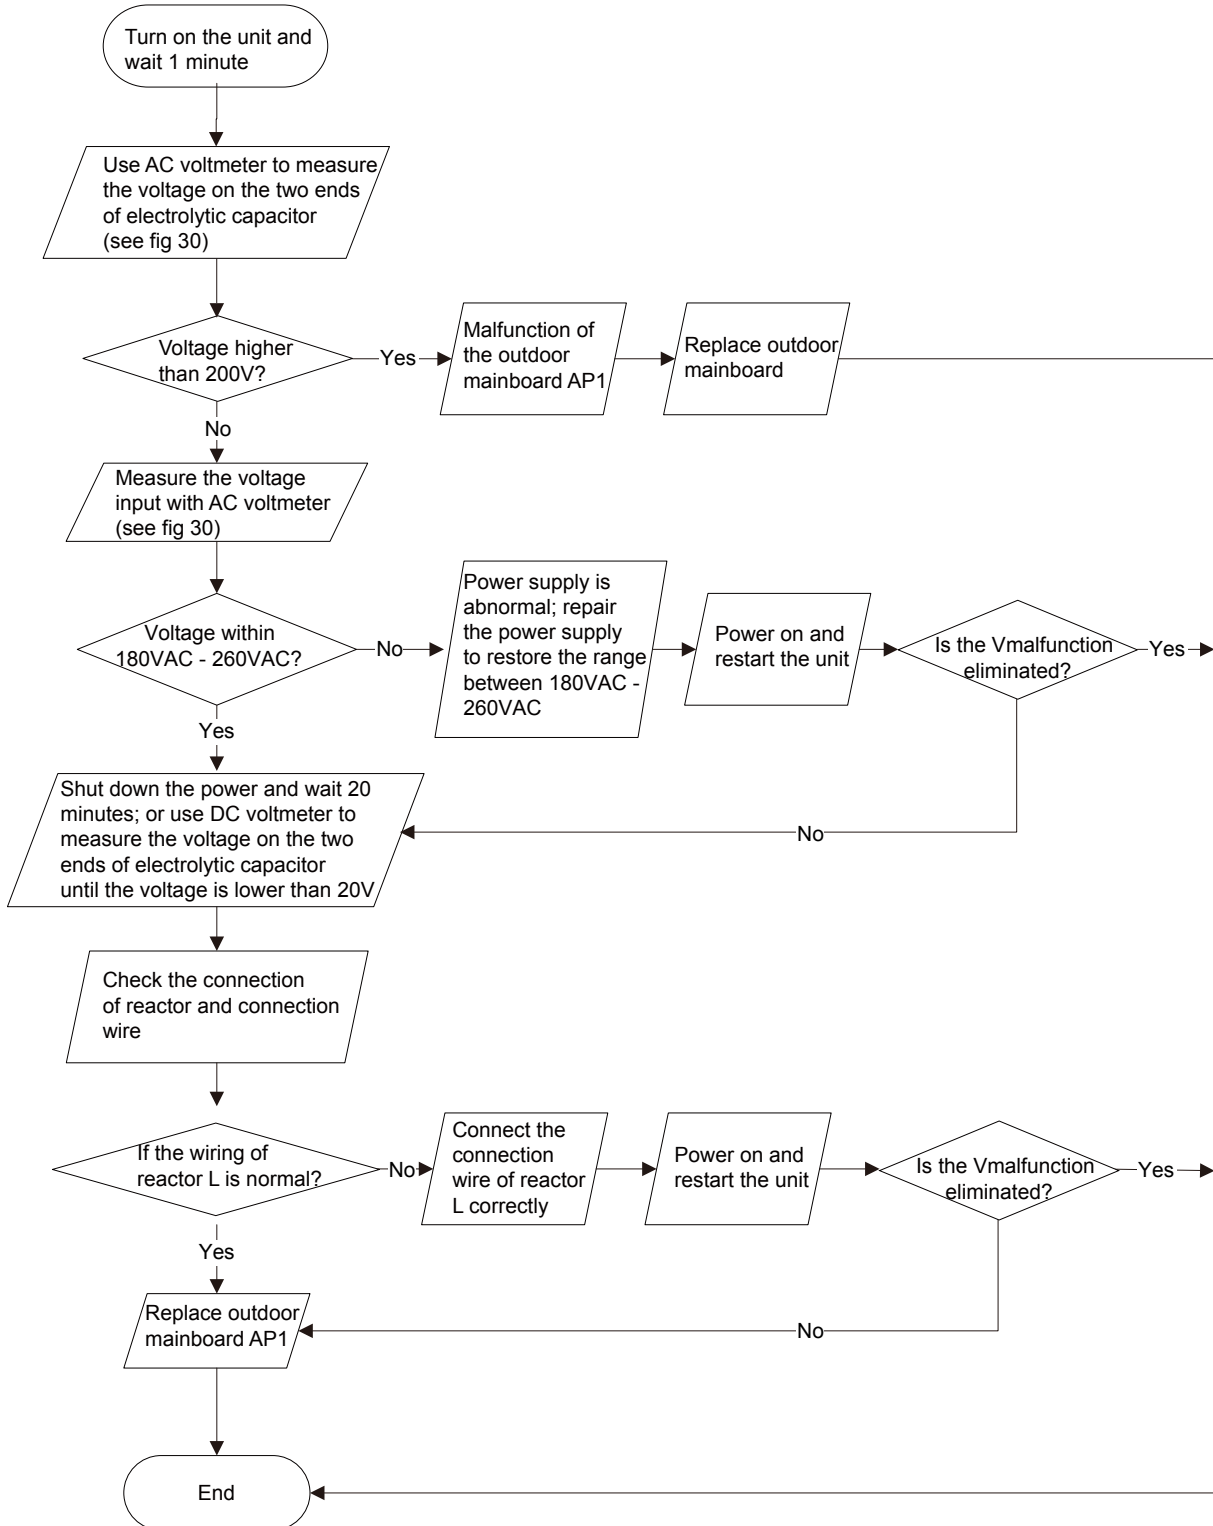 Turn on the unit and
wait 1 minute
Use AC voltmeter to measure
the voltage on the two ends
of electrolytic capacitor
(see fig 30)
Voltage higher
than 200V?
Yes
Malfunction of
the outdoor
mainboard AP1
Replace outdoor
mainboard
No
Measure the voltage
input with AC voltmeter
(see fig 30)
Voltage within
180VAC - 260VAC?
No
Power supply is
abnormal; repair
the power supply
to restore the range
between 180VAC -
260VAC
Power on and
restart the unit
Is the Vmalfunction
eliminated?
Yes
Yes
No
Shut down the power and wait 20
minutes; or use DC voltmeter to
measure the voltage on the two
ends of electrolytic capacitor
until the voltage is lower than 20V
Check the connection
of reactor and connection
wire
If the wiring of
reactor L is normal?
No
Connect the
connection
wire of reactor
L correctly
Power on and
restart the unit
Is the Vmalfunction
eliminated?
Yes
Yes
No
Replace outdoor
mainboard AP1
End